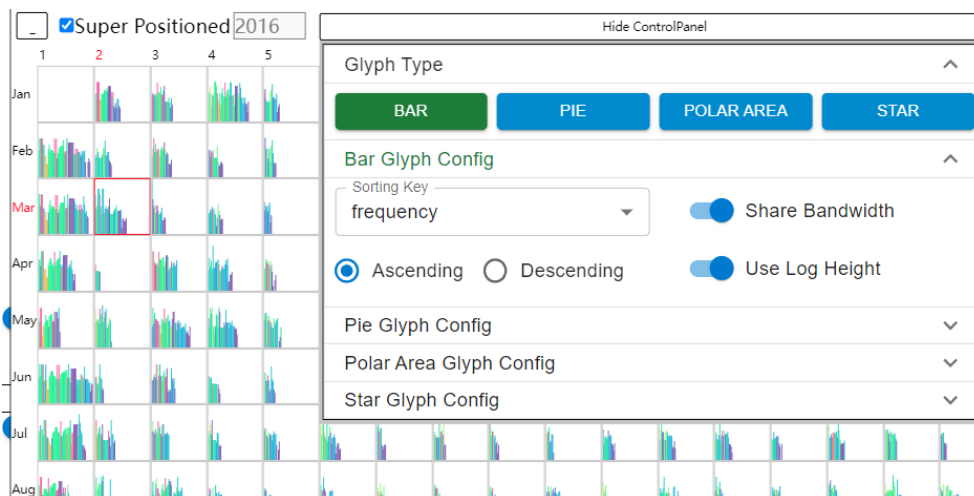 - Super Positioned 2016
Hide ControlPanel
1 2 3 4 5
Glyph Type
BAR PIE POLAR AREA STAR
Bar Glyph Config
Sorting Key
frequency
Share Bandwidth
Ascending Descending
Use Log Height
Pie Glyph Config
Polar Area Glyph Config
Star Glyph Config
Jan
Feb
Mar
Apr
May
Jun
Jul
Aug